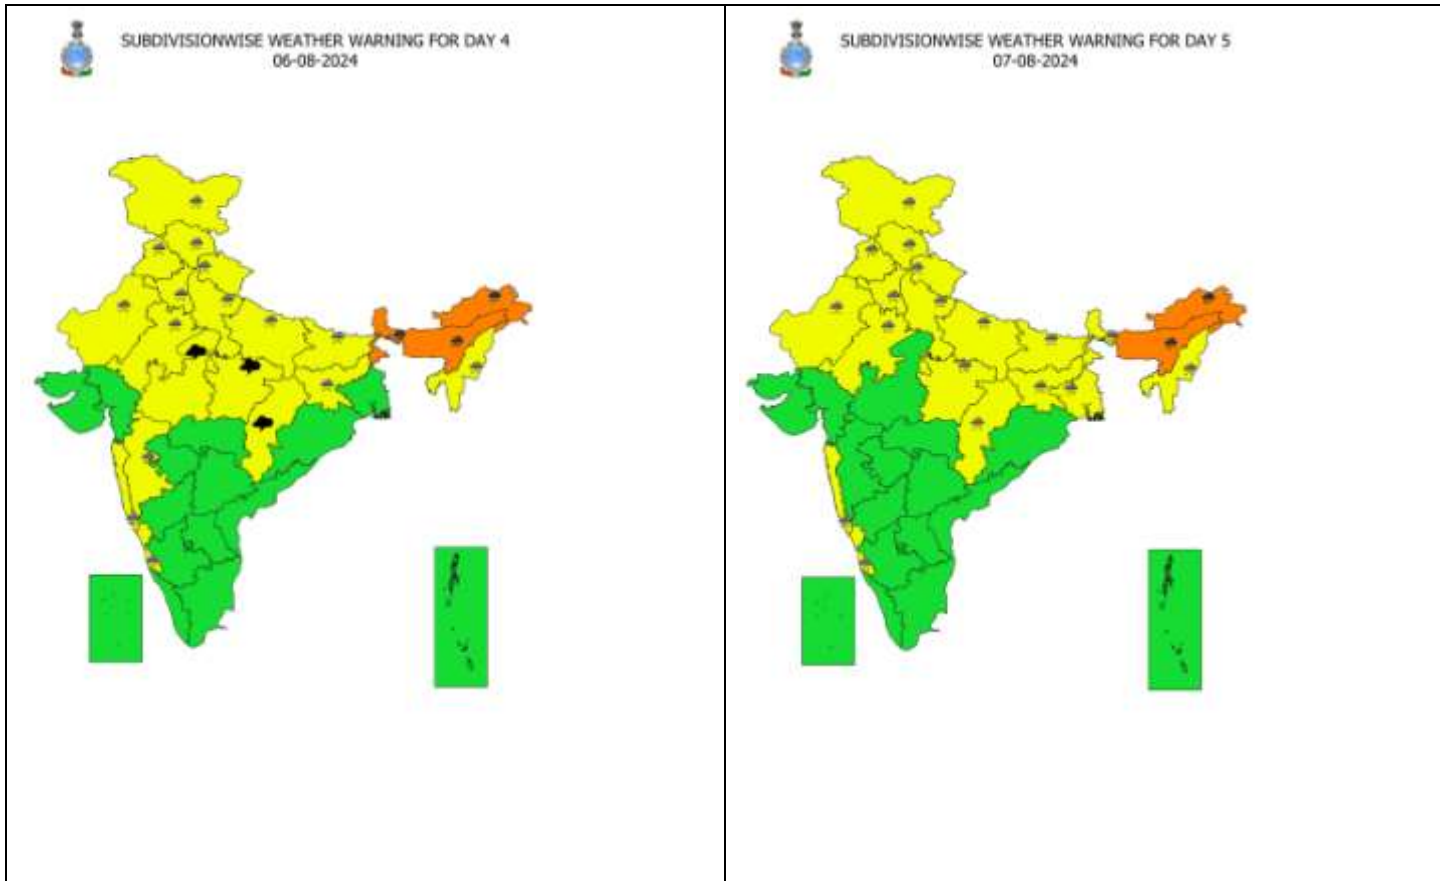 SUBDIVISIONWISE WEATHER WARNING FOR DAY 4
06-08-2024
SUBDIVISIONWISE WEATHER WARNING FOR DAY 5
07-08-2024